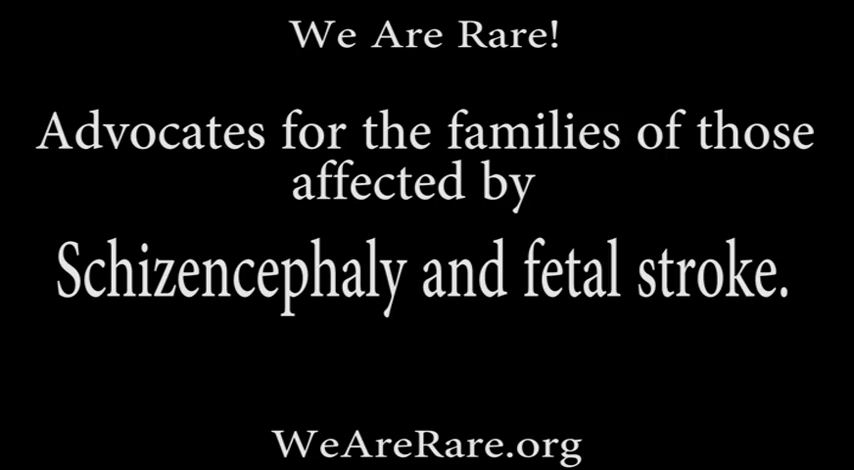 We Are Rare!
Advocates for the families of those
affected by
Schizencephaly and fetal stroke.
WeAreRare.org